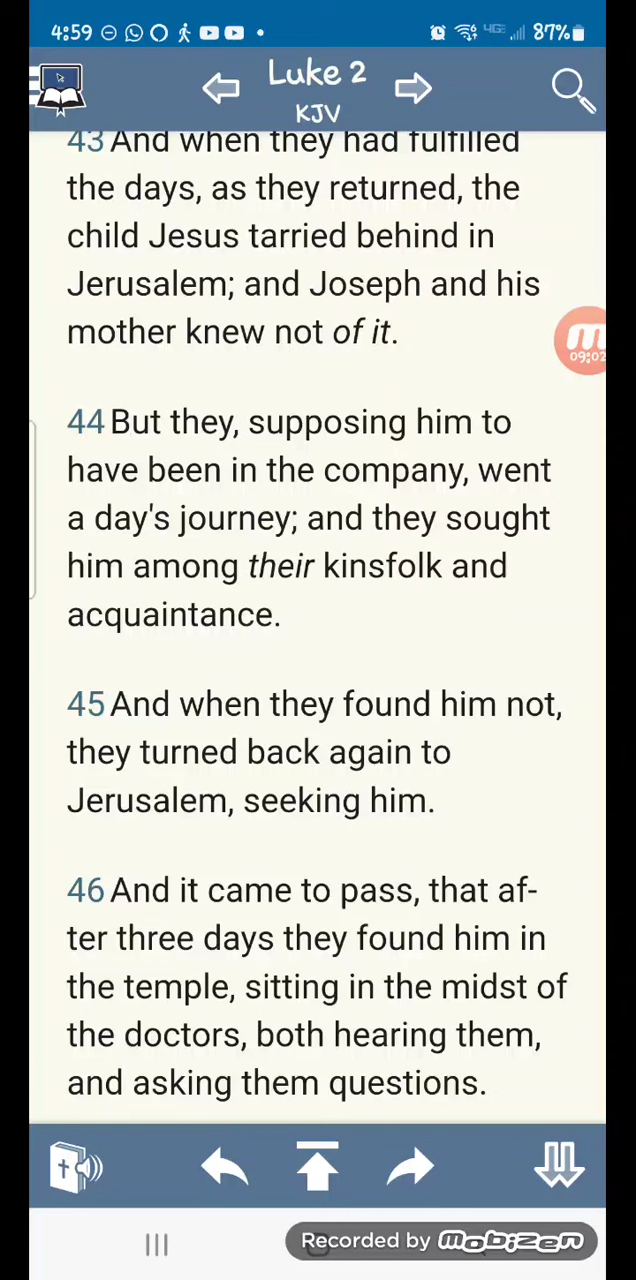 4:59 87%
Luke 2
KJV
43 And when they had fulfilled
the days, as they returned, the
child Jesus tarried behind in
Jerusalem; and Joseph and his
mother knew not of it.
09:02
44 But they, supposing him to
have been in the company, went
a day's journey; and they sought
him among their kinsfolk and
acquaintance.
45 And when they found him not,
they turned back again to
Jerusalem, seeking him.
46 And it came to pass, that af-
ter three days they found him in
the temple, sitting in the midst of
the doctors, both hearing them,
and asking them questions.
Recorded by mobizen